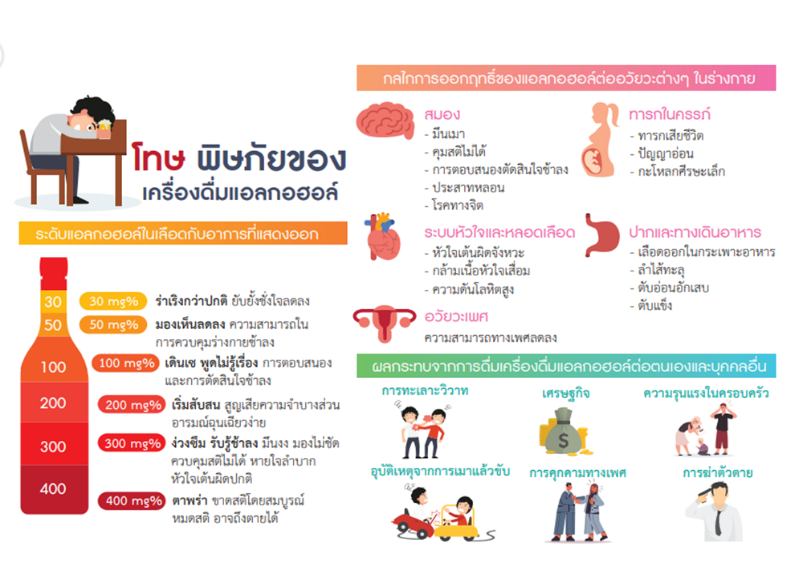 โทษ พิษภัยของ
เครื่องดื่มแอลกอฮอล์
ระดับแอลกอฮอล์ในเลือดกับอาการที่แสดงออก
30
30 mg% ร่าเริงกว่าปกติ ยับยั้งชั่งใจลดลง
50
50 mg% มองเห็นลดลง ความสามารถใน
การควบคุมร่างกายช้าลง
100
100 mg% เดินเซ พูดไม่รู้เรื่อง การตอบสนอง
และการตัดสินใจช้าลง
200
200 mg% เริ่มสับสน สูญเสียความจำบางส่วน
อารมณ์ฉุนเฉียวง่าย
300
300 mg% ง่วงซึม รับรู้ช้าลง มึนงง มองไม่ชัด
ควบคุมสติไม่ได้ หายใจลำบาก
หัวใจเต้นผิดปกติ
400
400 mg% ตาพร่า ขาดสติโดยสมบูรณ์
หมดสติ อาจถึงตายได้
กลไกการออกฤทธิ์ของแอลกอฮอล์ต่ออวัยวะต่างๆ ในร่างกาย
สมอง
- มึนเมา
- คุมสติไม่ได้
- การตอบสนองตัดสินใจช้าลง
- ประสาทหลอน
- โรคทางจิต
ทารกในครรภ์
- ทารกเสียชีวิต
- ปัญญาอ่อน
- กะโหลกศีรษะเล็ก
ระบบหัวใจและหลอดเลือด
- หัวใจเต้นผิดจังหวะ
- กล้ามเนื้อหัวใจเสื่อม
- ความดันโลหิตสูง
ปากและทางเดินอาหาร
- เลือดออกในกระเพาะอาหาร
- ลำไส้ทะลุ
- ตับอ่อนอักเสบ
- ตับแข็ง
อวัยวะเพศ
ความสามารถทางเพศลดลง
ผลกระทบจากการดื่มเครื่องดื่มแอลกอฮอล์ต่อตนเองและบุคคลอื่น
การทะเลาะวิวาท
เศรษฐกิจ
$
ความรุนแรงในครอบครัว
อุบัติเหตุจากการเมาแล้วขับ
การคุกคามทางเพศ
การฆ่าตัวตาย